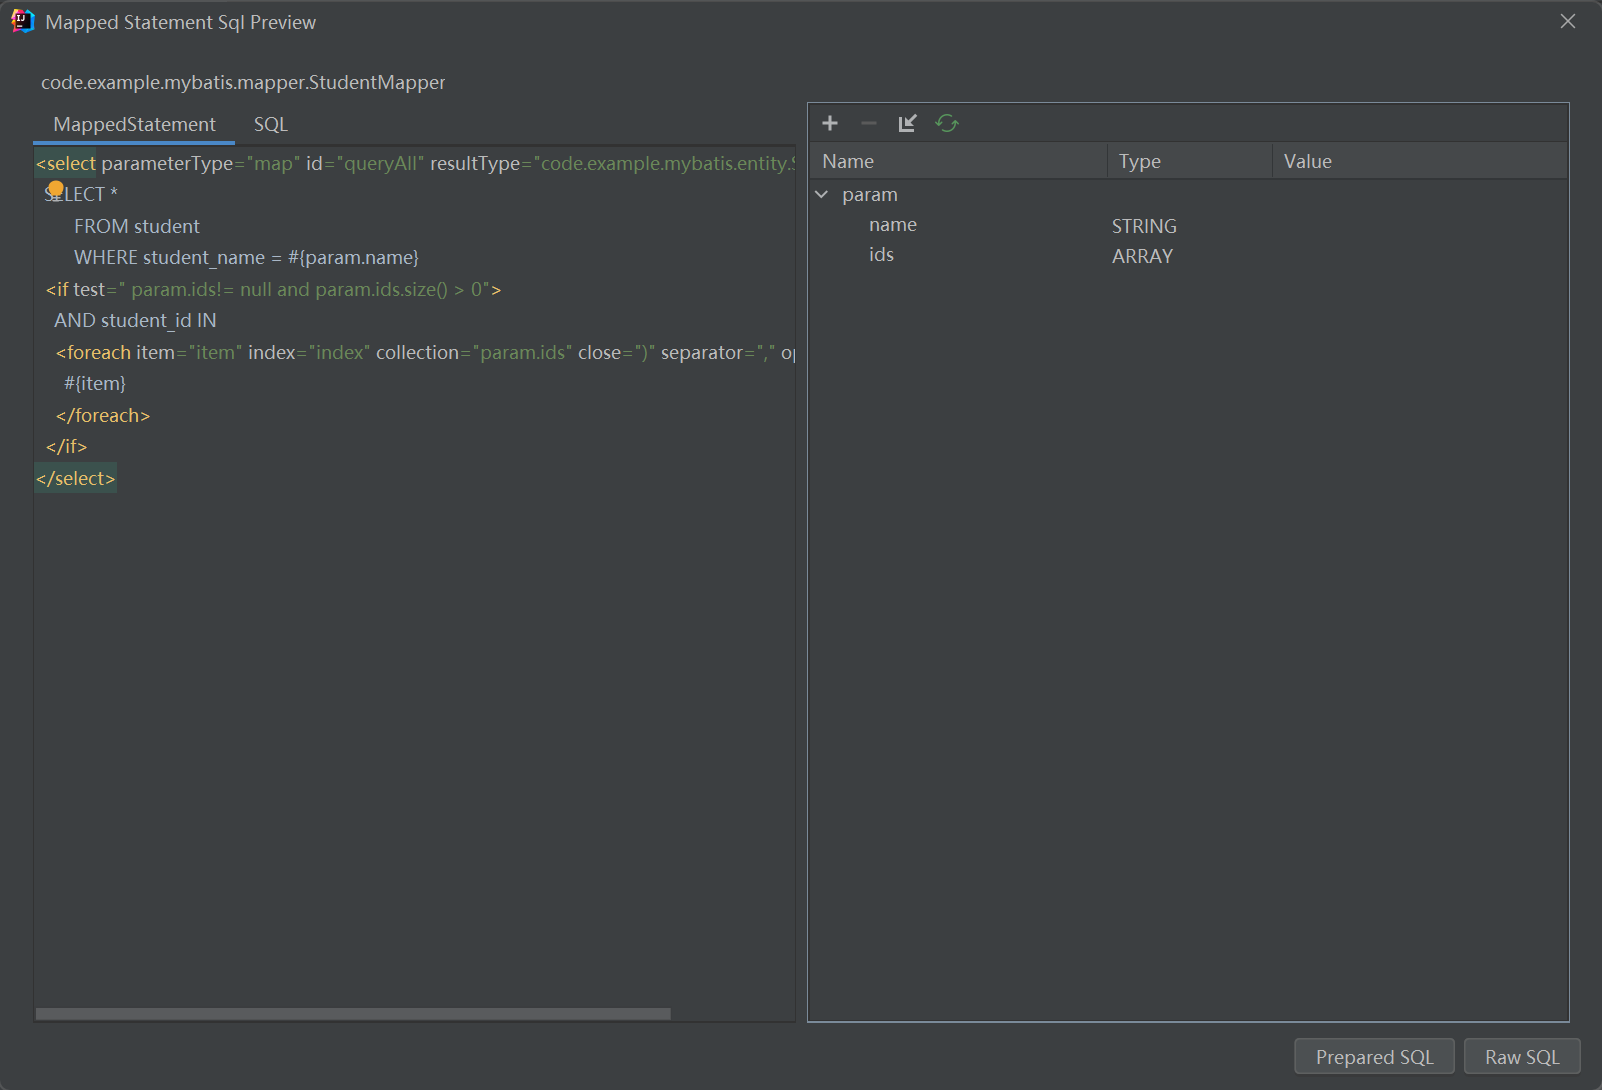 Mapped Statement Sql Preview
code.example.mybatis.mapper.StudentMapper
MappedStatement SQL
<select parameterType="map" id="queryAll" resultType="code.example.mybatis.entity.
SELECT *
FROM student
WHERE student_name = #{param.name}
<if test=" param.ids!= null and param.ids.size() > 0">
AND student_id IN
<foreach item="item" index="index" collection="param.ids" close=")" separator="," op
#{item}
</foreach>
</if>
</select>
Name Type Value
param
name STRING
ids ARRAY
Prepared SQL Raw SQL